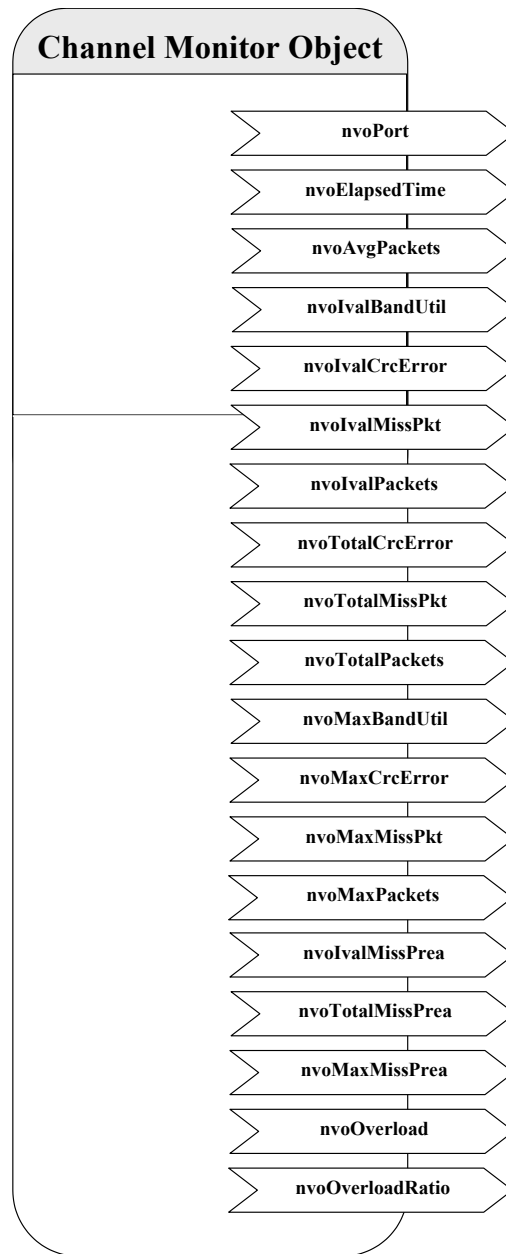 Channel Monitor Object
nvoPort
nvoElapsedTime
nvoAvgPackets
nvoIvalBandUtil
nvoIvalCrcError
nvoIvalMissPkt
nvoIvalPackets
nvoTotalCrcError
nvoTotalMissPkt
nvoTotalPackets
nvoMaxBandUtil
nvoMaxCrcError
nvoMaxMissPkt
nvoMaxPackets
nvoIvalMissPrea
nvoTotalMissPrea
nvoMaxMissPrea
nvoOverload
nvoOverloadRatio